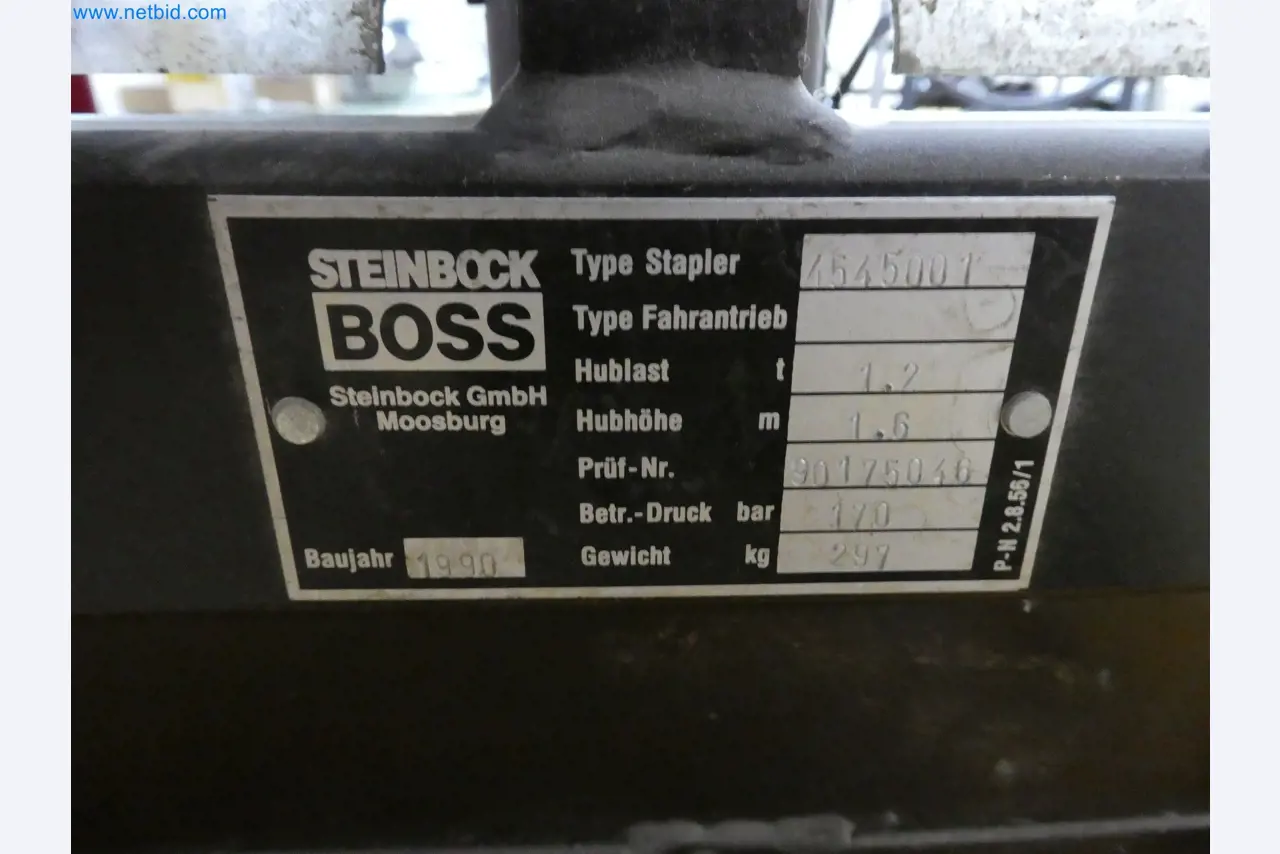 www.netbid.com
STEINBOCK
BOSS
Steinbock GmbH
Moosburg
Baujahr 1990
Type Stapler 4545001
Type Fahrantrieb
Hublast t 1.2
Hubhöhe m 1.6
Prüf-Nr. 90175046
Betr.-Druck bar 170
Gewicht kg 297
P-N 2.8.56/1